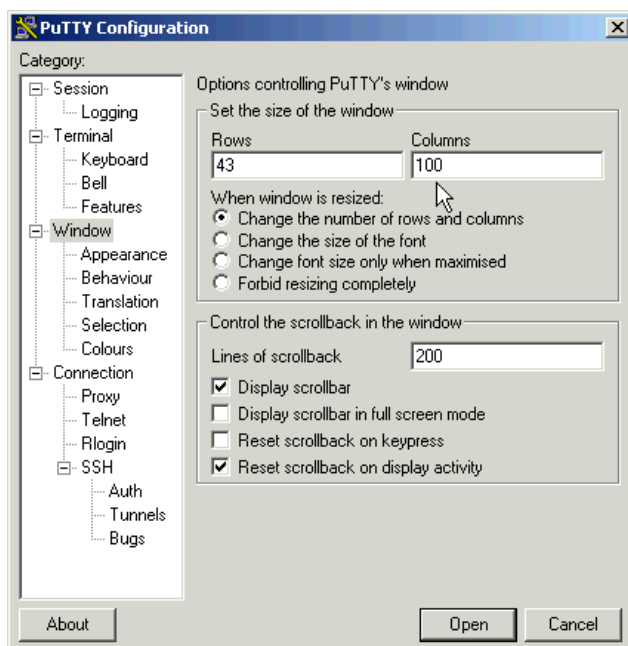 PuTTY Configuration
Category:
Session
Logging
Terminal
Keyboard
Bell
Features
Window
Appearance
Behaviour
Translation
Selection
Colours
Connection
Proxy
Telnet
Rlogin
SSH
Auth
Tunnels
Bugs
Options controlling PuTTY's window
Set the size of the window
Rows Columns
43 100
When window is resized:
Change the number of rows and columns
Change the size of the font
Change font size only when maximised
Forbid resizing completely
Control the scrollback in the window
Lines of scrollback 200
Display scrollbar
Display scrollbar in full screen mode
Reset scrollback on keypress
Reset scrollback on display activity
About Open Cancel